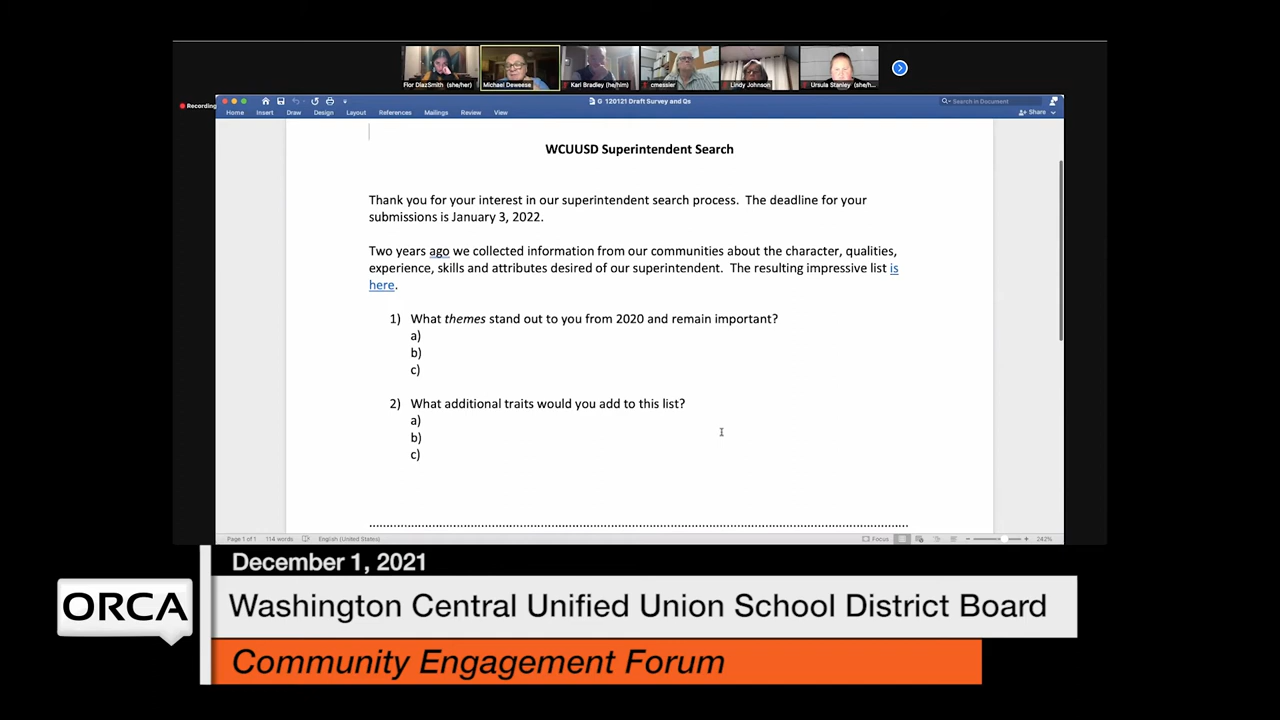 Flor DiazSmith (she/her)
Michael Deweese
Kari Bradley (he/him)
cmessier
Lindy Johnson
Ursula Stanley (she/h...
Recording
G 120121 Draft Survey and Qs
Search in Document
Home Insert Draw Design Layout References Mailings Review View
Share
WCUUSD Superintendent Search
Thank you for your interest in our superintendent search process. The deadline for your
submissions is January 3, 2022.
Two years ago we collected information from our communities about the character, qualities,
experience, skills and attributes desired of our superintendent. The resulting impressive list is
here.
1) What themes stand out to you from 2020 and remain important?
a)
b)
c)
2) What additional traits would you add to this list?
a)
b)
c)
Page 1 of 1 114 words English (United States) Focus 242%
December 1, 2021
ORCA
Washington Central Unified Union School District Board
Community Engagement Forum